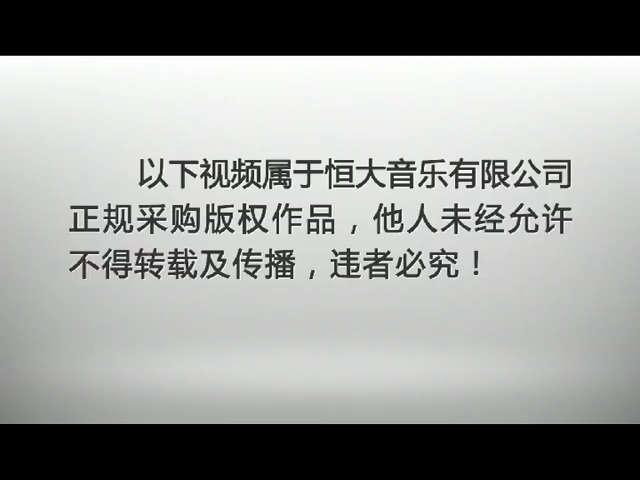 以下视频属于恒大音乐有限公司
正规采购版权作品，他人未经允许
不得转载及传播，违者必究！